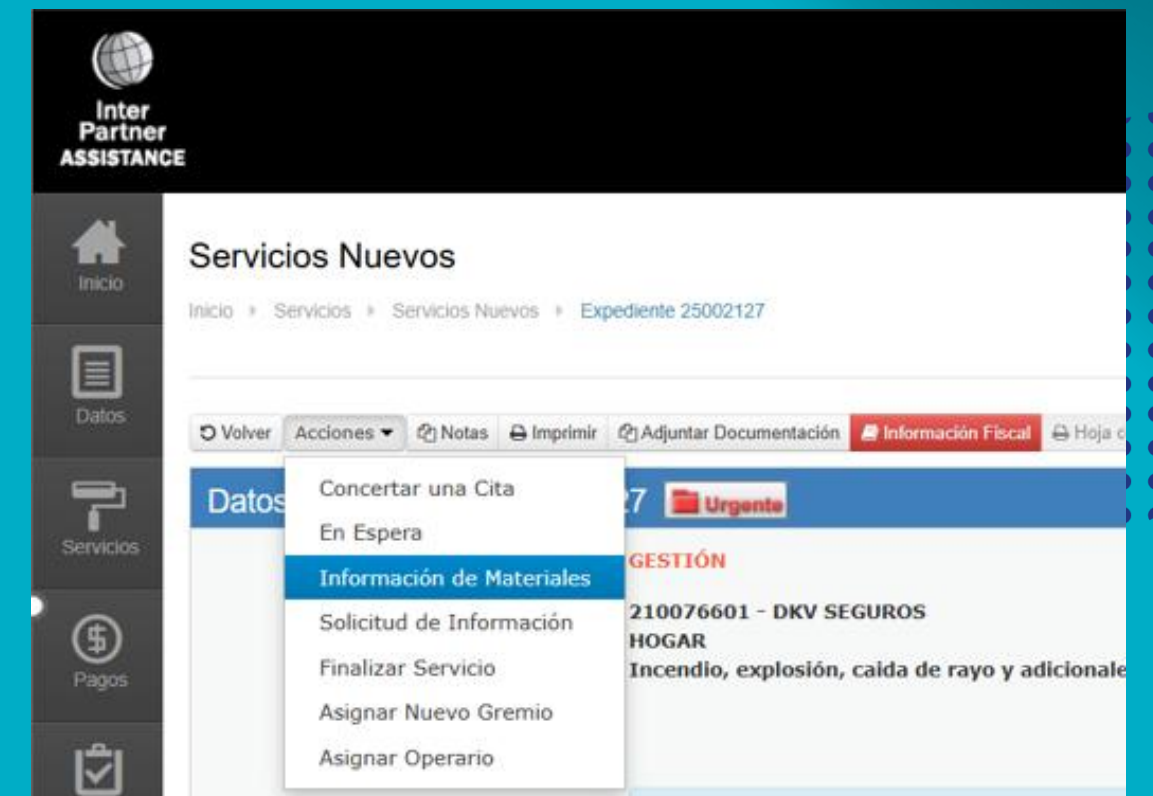 Inter
Partner
ASSISTANCE
Inicio
Datos
Servicios
Pagos
Servicios Nuevos
Inicio Servicios Servicios Nuevos Expediente 25002127
Volver Acciones Notas Imprimir Adjuntar Documentación Información Fiscal Hoja
Datos 27 Urgente
Concertar una Cita
En Espera
Información de Materiales
Solicitud de Información
Finalizar Servicio
Asignar Nuevo Gremio
Asignar Operario
GESTIÓN
210076601 - DKV SEGUROS
HOGAR
Incendio, explosión, caida de rayo y adicionale